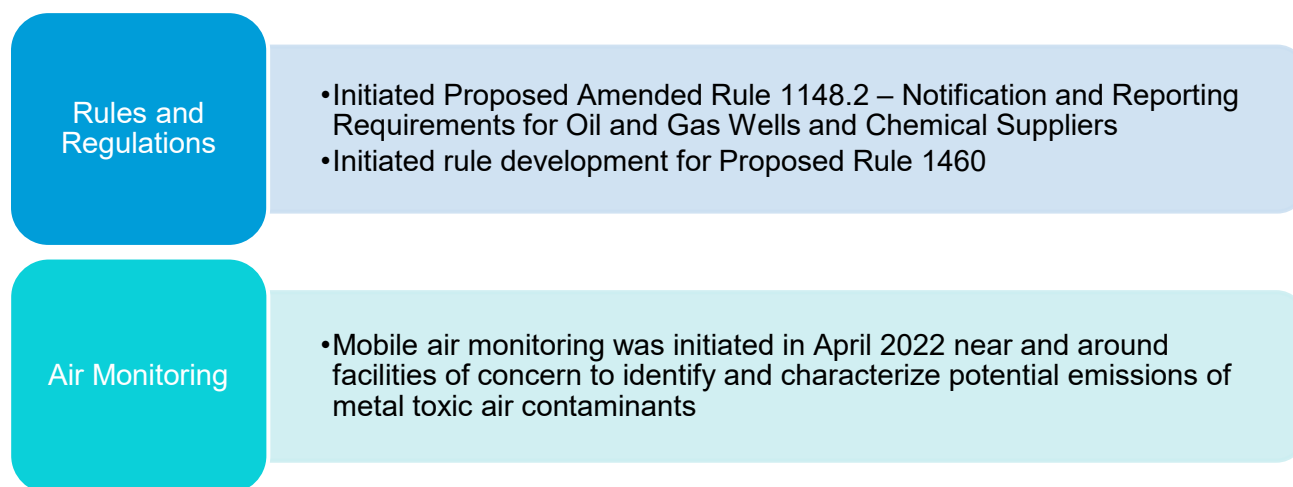 Rules and
Regulations
•Initiated Proposed Amended Rule 1148.2 – Notification and Reporting
Requirements for Oil and Gas Wells and Chemical Suppliers
•Initiated rule development for Proposed Rule 1460
Air Monitoring
•Mobile air monitoring was initiated in April 2022 near and around
facilities of concern to identify and characterize potential emissions of
metal toxic air contaminants